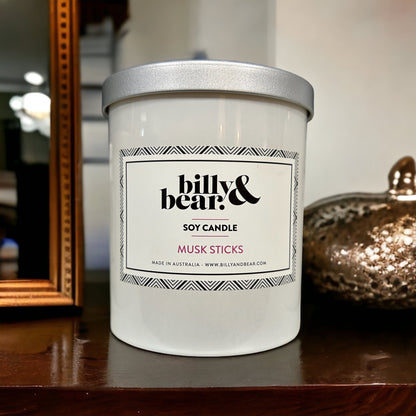 billy &
bear.
SOY CANDLE
MUSK STICKS
MADE IN AUSTRALIA - WWW.BILLYANDBEAR.COM